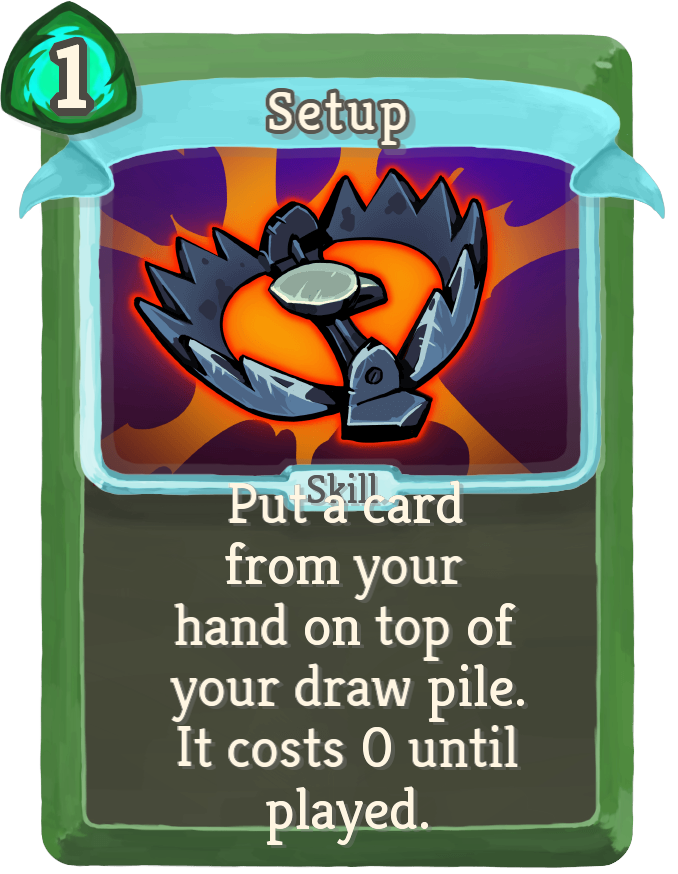 1
Setup
Skill
Put a card
from your
hand on top of
your draw pile.
It costs 0 until
played.